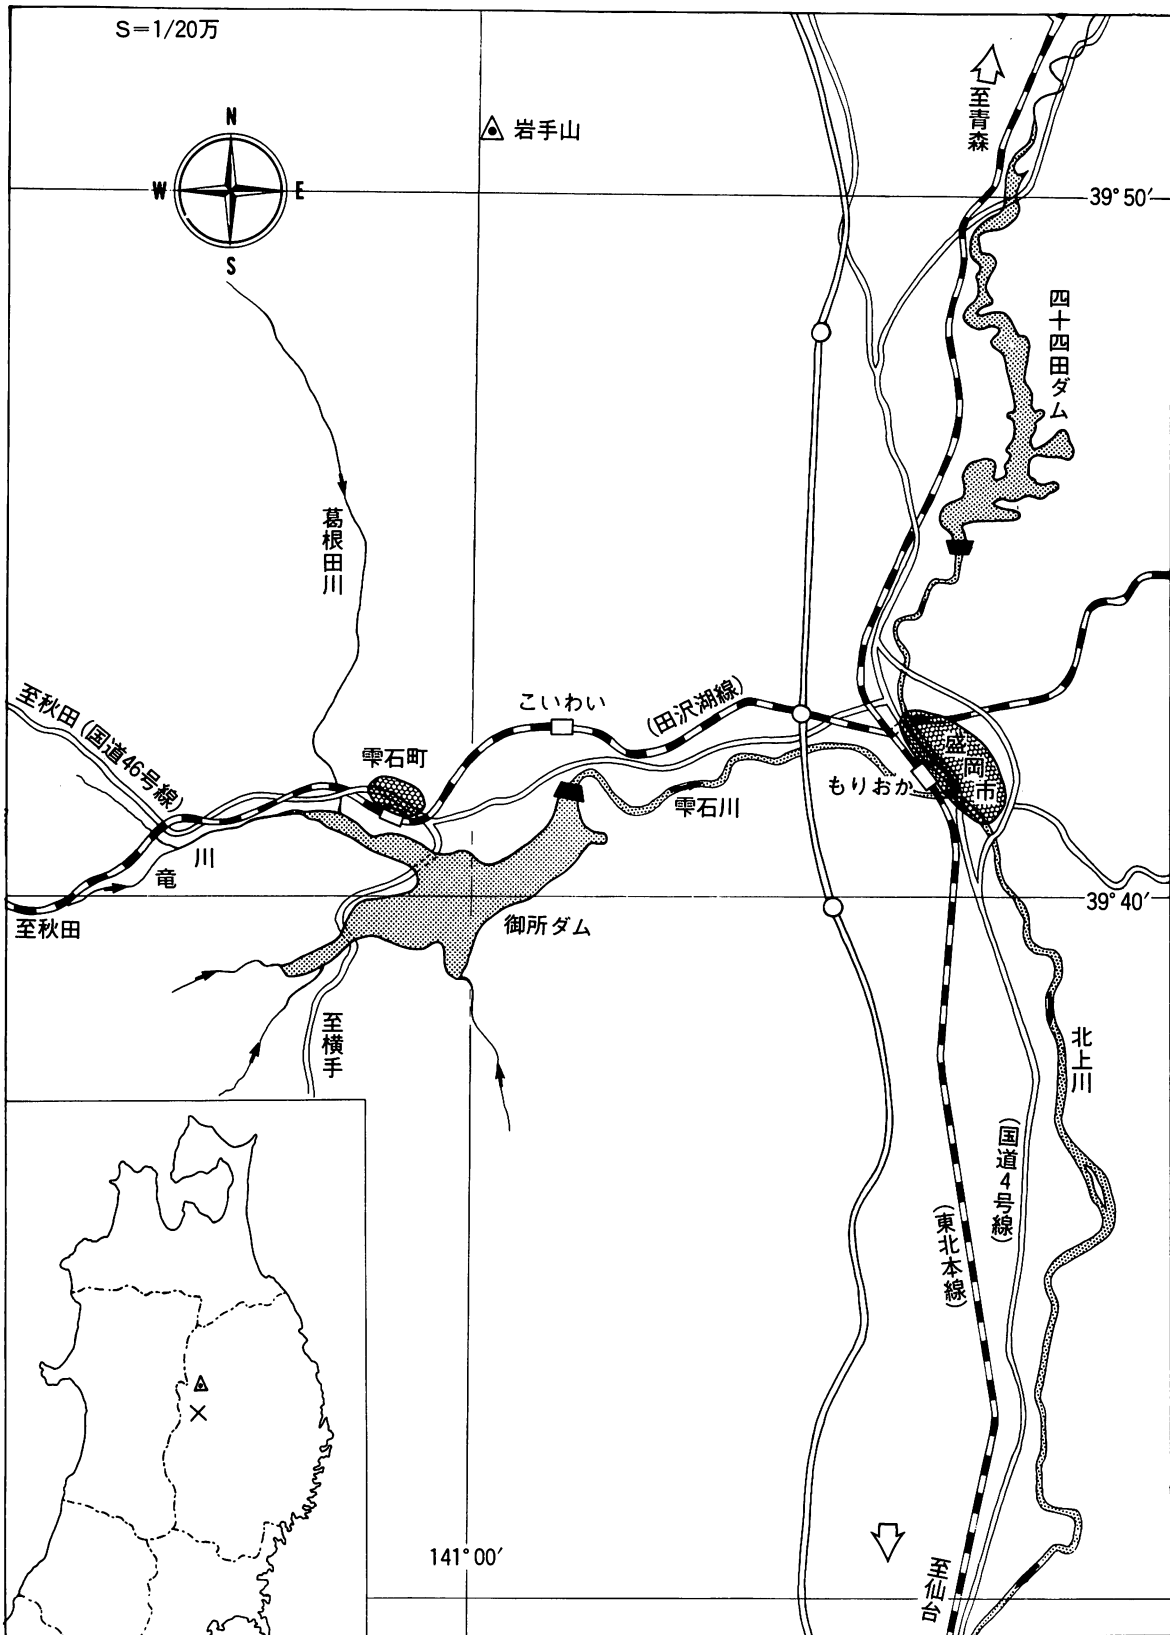 S=1/20万
N
W
E
S
岩手山
至青森
39°50′
四十四田ダム
葛根田川
至秋田(国道46号線)
雫石町
こいわい
(田沢湖線)
雫石川
もりおか
盛岡市
竜川
至秋田
御所ダム
39°40′
至横手
北上川
(国道4号線)
(東北本線)
141°00′
至仙台